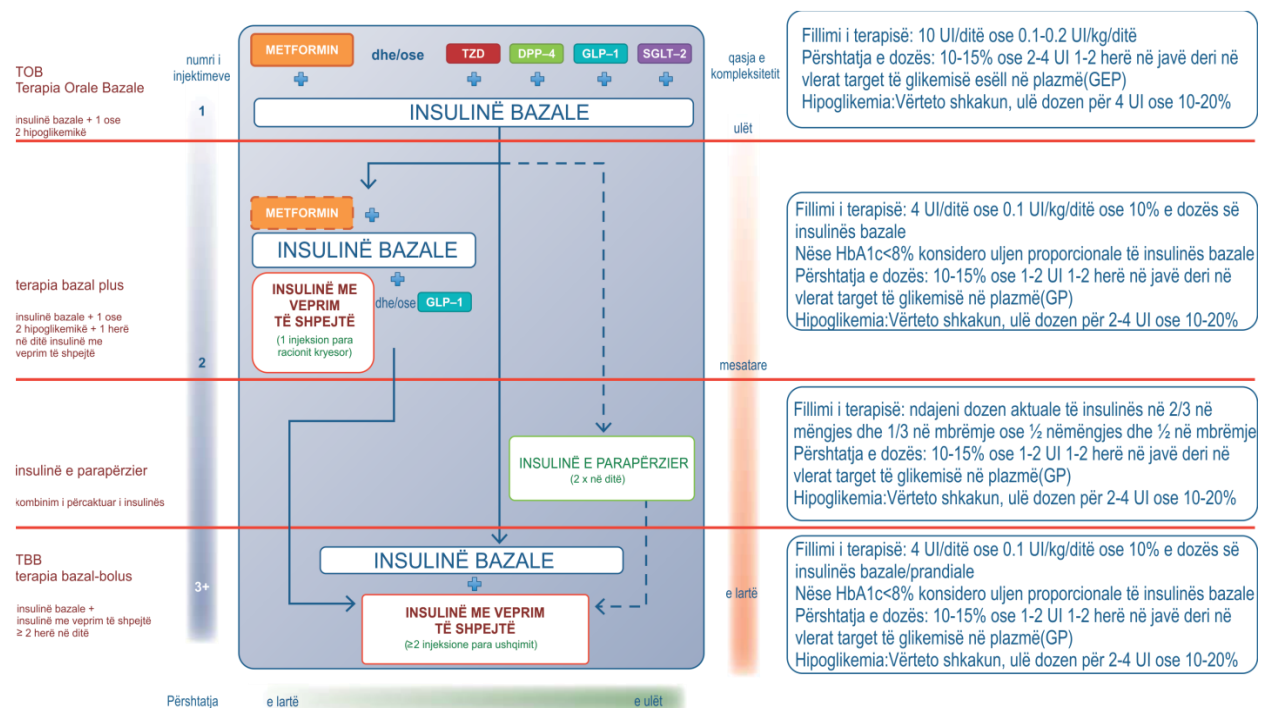 numri i
injektimeve
METFORMIN
dhe/ose
TZD
DPP–4
GLP–1
SGLT–2
qasja e
kompleksitetit
TOB
Terapia Orale Bazale
insulinë bazale + 1 ose
2 hipoglikemikë
1
INSULINË BAZALE
ulët
Fillimi i terapisë: 10 UI/ditë ose 0.1-0.2 UI/kg/ditë
Përshtatja e dozës: 10-15% ose 2-4 UI 1-2 herë në javë deri në
vlerat target të glikemisë esëll në plazmë(GEP)
Hipoglikemia:Vërteto shkakun, ulë dozen për 4 UI ose 10-20%
terapia bazal plus
insulinë bazale + 1 ose
2 hipoglikemikë + 1 herë
në ditë insulinë me
veprim të shpejtë
2
METFORMIN
INSULINË BAZALE
INSULINË ME
VEPRIM
TË SHPEJTË
(1 injeksion para
racionit kryesor)
dhe/ose
GLP–1
mesatare
Fillimi i terapisë: 4 UI/ditë ose 0.1 UI/kg/ditë ose 10% e dozës së
insulinës bazale
Nëse HbA1c<8% konsidero uljen proporcionale të insulinës bazale
Përshtatja e dozës: 10-15% ose 1-2 UI 1-2 herë në javë deri në
vlerat target të glikemisë në plazmë(GP)
Hipoglikemia:Vërteto shkakun, ulë dozen për 2-4 UI ose 10-20%
insulinë e parapërzier
kombinim i përcaktuar i insulinës
INSULINË E PARAPËRZIER
(2 x në ditë)
Fillimi i terapisë: ndajeni dozen aktuale të insulinës në 2/3 në
mëngjes dhe 1/3 në mbrëmje ose ½ nëmëngjes dhe ½ në mbrëmje
Përshtatja e dozës: 10-15% ose 1-2 UI 1-2 herë në javë deri në
vlerat target të glikemisë në plazmë(GP)
Hipoglikemia:Vërteto shkakun, ulë dozen për 2-4 UI ose 10-20%
TBB
terapia bazal-bolus
insulinë bazale +
insulinë me veprim të shpejtë
≥ 2 herë në ditë
3+
INSULINË BAZALE
INSULINË ME VEPRIM
TË SHPEJTË
(≥2 injeksione para ushqimit)
e lartë
Fillimi i terapisë: 4 UI/ditë ose 0.1 UI/kg/ditë ose 10% e dozës së
insulinës bazale/prandiale
Nëse HbA1c<8% konsidero uljen proporcionale të insulinës bazale
Përshtatja e dozës: 10-15% ose 1-2 UI 1-2 herë në javë deri në
vlerat target të glikemisë në plazmë(GP)
Hipoglikemia:Vërteto shkakun, ulë dozen për 2-4 UI ose 10-20%
Përshtatja
e lartë
e ulët